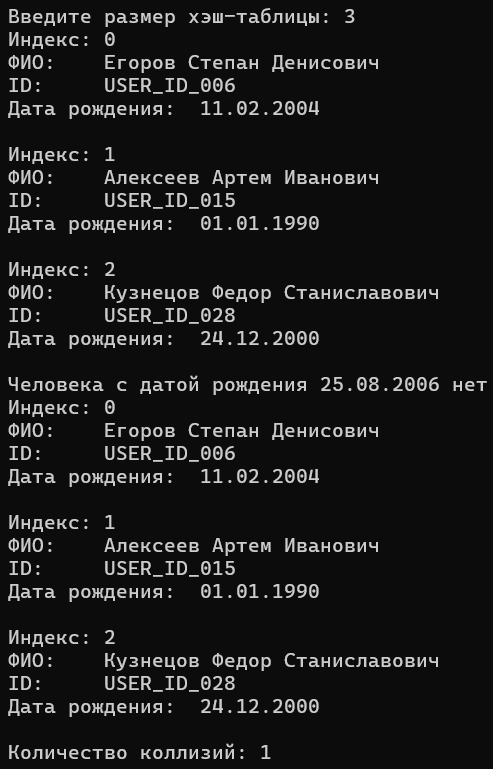 Введите размер хэш-таблицы: 3
Индекс: 0
ФИО:    Егоров Степан Денисович
ID:     USER_ID_006
Дата рождения:  11.02.2004

Индекс: 1
ФИО:    Алексеев Артем Иванович
ID:     USER_ID_015
Дата рождения:  01.01.1990

Индекс: 2
ФИО:    Кузнецов Федор Станиславович
ID:     USER_ID_028
Дата рождения:  24.12.2000

Человека с датой рождения 25.08.2006 нет
Индекс: 0
ФИО:    Егоров Степан Денисович
ID:     USER_ID_006
Дата рождения:  11.02.2004

Индекс: 1
ФИО:    Алексеев Артем Иванович
ID:     USER_ID_015
Дата рождения:  01.01.1990

Индекс: 2
ФИО:    Кузнецов Федор Станиславович
ID:     USER_ID_028
Дата рождения:  24.12.2000

Количество коллизий: 1